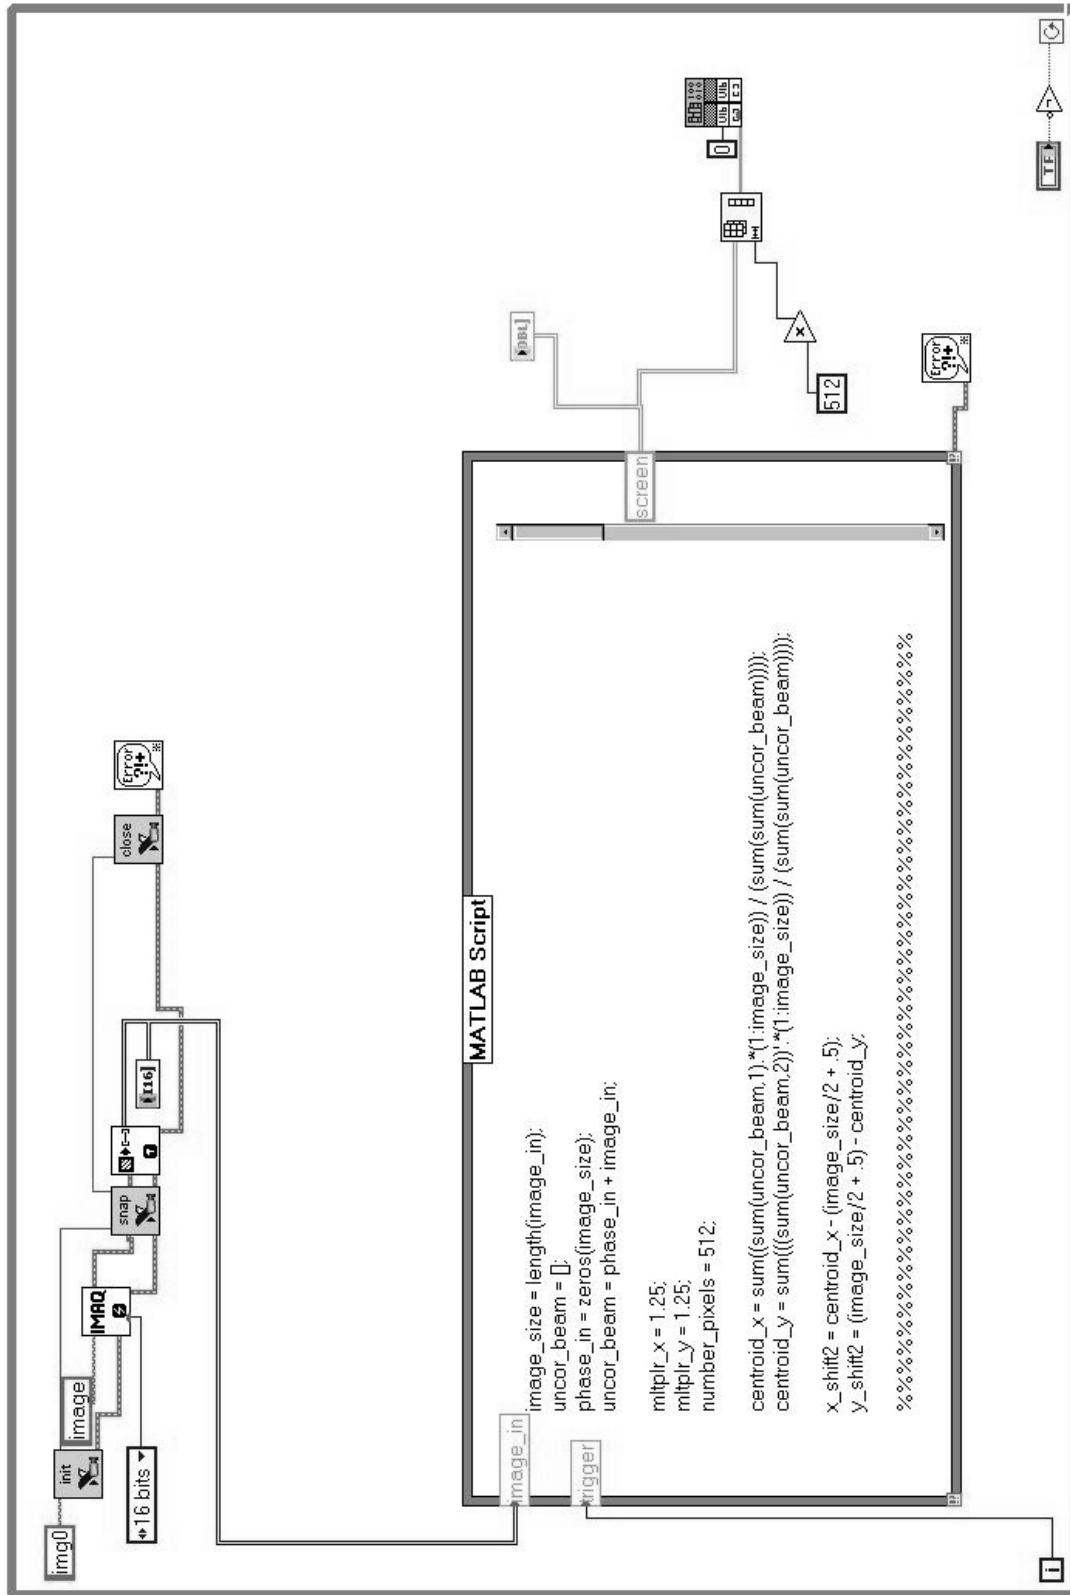 img0
init
image
16 bits
IMAQ
snap
[I16]
close
Error
?!+
MATLAB Script
image_in
trigger
image_size = length(image_in);
uncor_beam = [];
phase_in = zeros(image_size);
uncor_beam = phase_in + image_in;
mltplr_x = 1.25;
mltplr_y = 1.25;
number_pixels = 512;
centroid_x = sum((sum(uncor_beam,1).*(1:image_size)) / (sum(sum(uncor_beam))));
centroid_y = sum(((sum(uncor_beam,2))'.*(1:image_size)) / (sum(sum(uncor_beam))));
x_shift2 = centroid_x - (image_size/2 + .5);
y_shift2 = (image_size/2 + .5) - centroid_y;
%%%%%%%%%%%%%%%%%%%%%%%%%%%%%%%%%%%%%
screen
DBL]
512
x
0
Error
?!+
i
TF